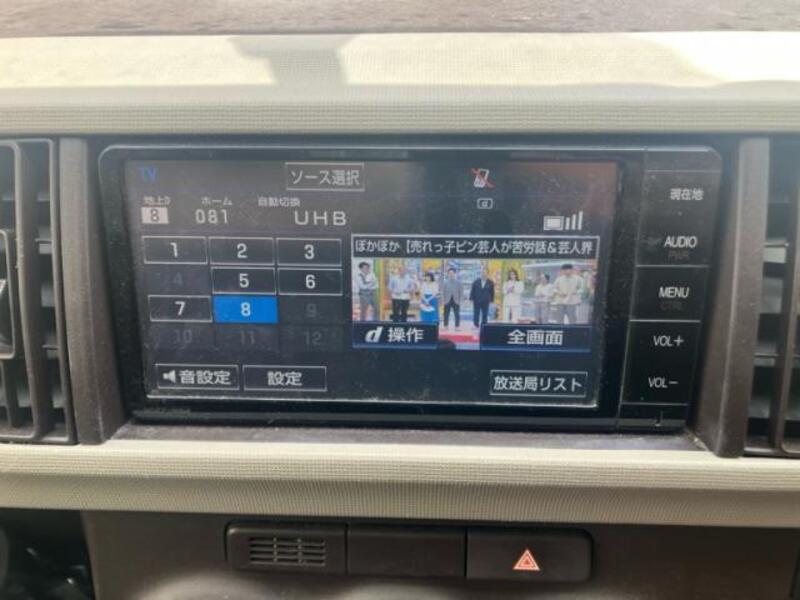 TV
ソース選択
地上D ホーム 自動切換
8 081 UHB
1 2 3
ぽかぽか【売れっ子ピン芸人が苦労話&芸人界
4 5 6
7 8 9
d 操作 全画面
10 11 12
音設定 設定 放送局リスト
現在地
AUDIO
PWR
MENU
CTRL
VOL+
VOL-